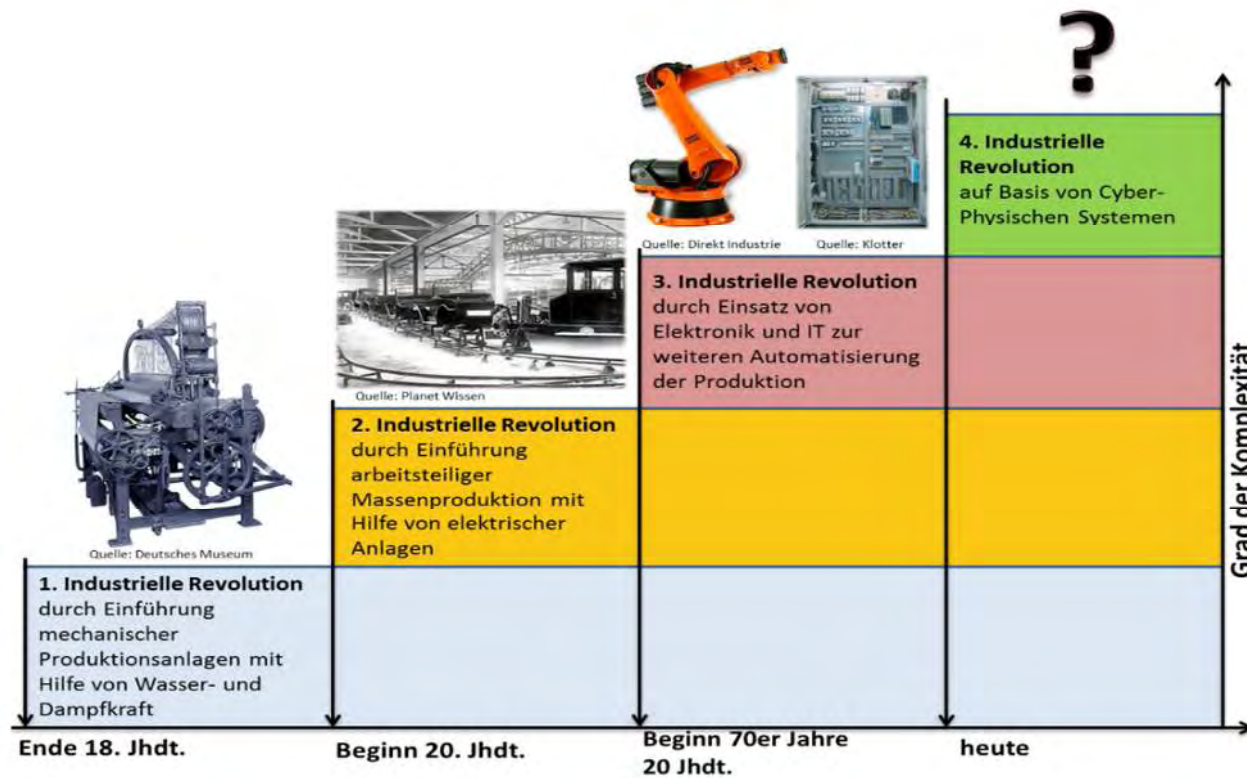 ?
4. Industrielle
Revolution
auf Basis von Cyber-
Physischen Systemen
Quelle: Direkt Industrie
Quelle: Klotter
3. Industrielle Revolution
durch Einsatz von
Elektronik und IT zur
weiteren Automatisierung
der Produktion
Quelle: Planet Wissen
2. Industrielle Revolution
durch Einführung
arbeitsteiliger
Massenproduktion mit
Hilfe von elektrischer
Anlagen
Quelle: Deutsches Museum
1. Industrielle Revolution
durch Einführung
mechanischer
Produktionsanlagen mit
Hilfe von Wasser- und
Dampfkraft
Grad der Komplexität
Ende 18. Jhdt.
Beginn 20. Jhdt.
Beginn 70er Jahre
20 Jhdt.
heute